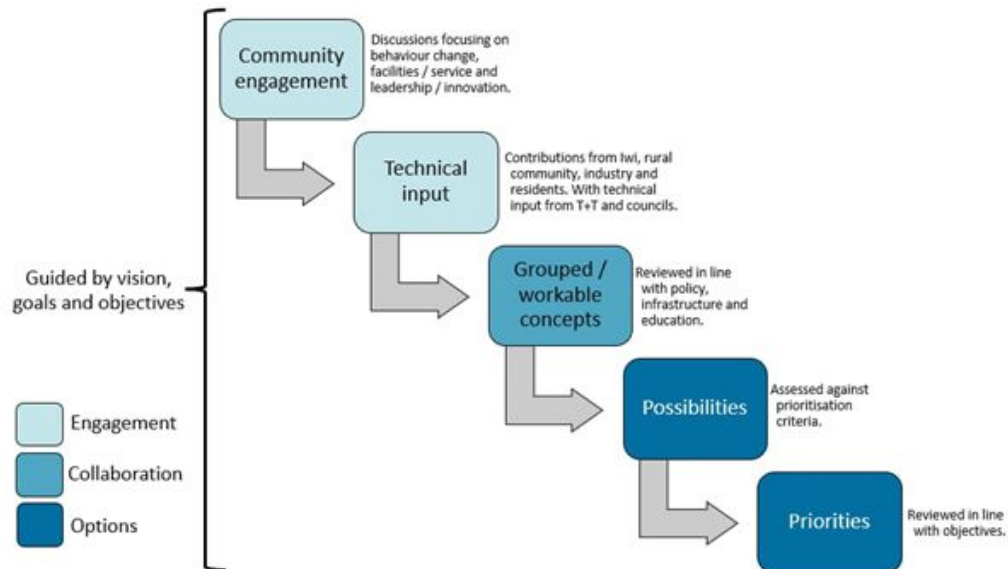 Community
engagement
Discussions focusing on
behaviour change,
facilities / service and
leadership / innovation.
Technical
input
Contributions from Iwi, rural
community, industry and
residents. With technical
input from T+T and councils.
Guided by vision,
goals and objectives
Grouped /
workable
concepts
Reviewed in line
with policy,
infrastructure and
education.
Possibilities
Assessed against
prioritisation
criteria.
Priorities
Reviewed in line
with objectives.
Engagement
Collaboration
Options